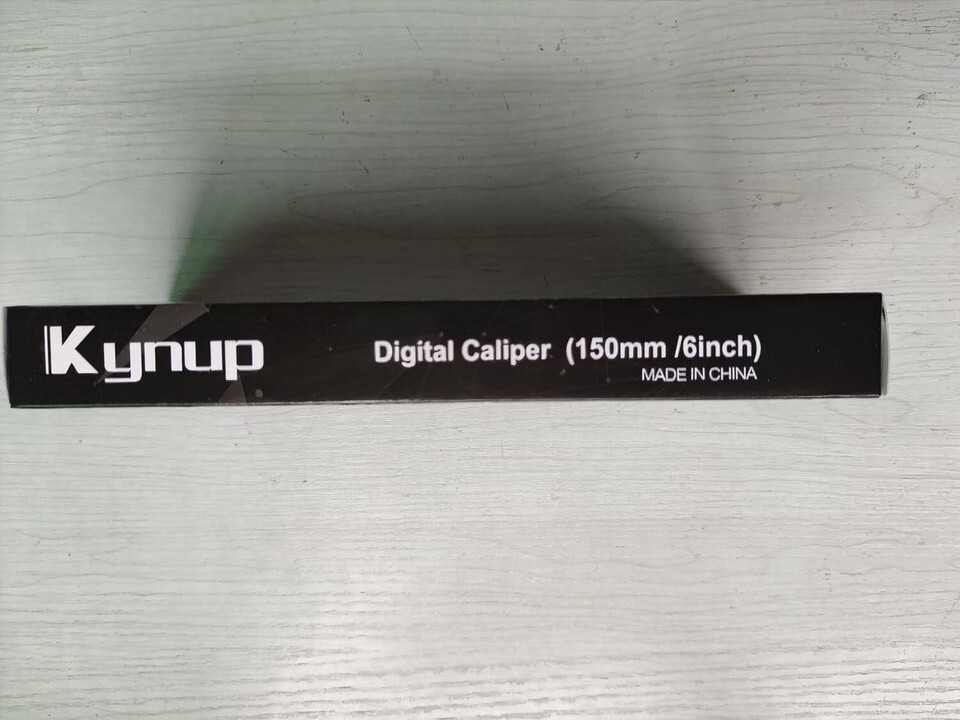 Kynup
Digital Caliper (150mm /6inch)
MADE IN CHINA